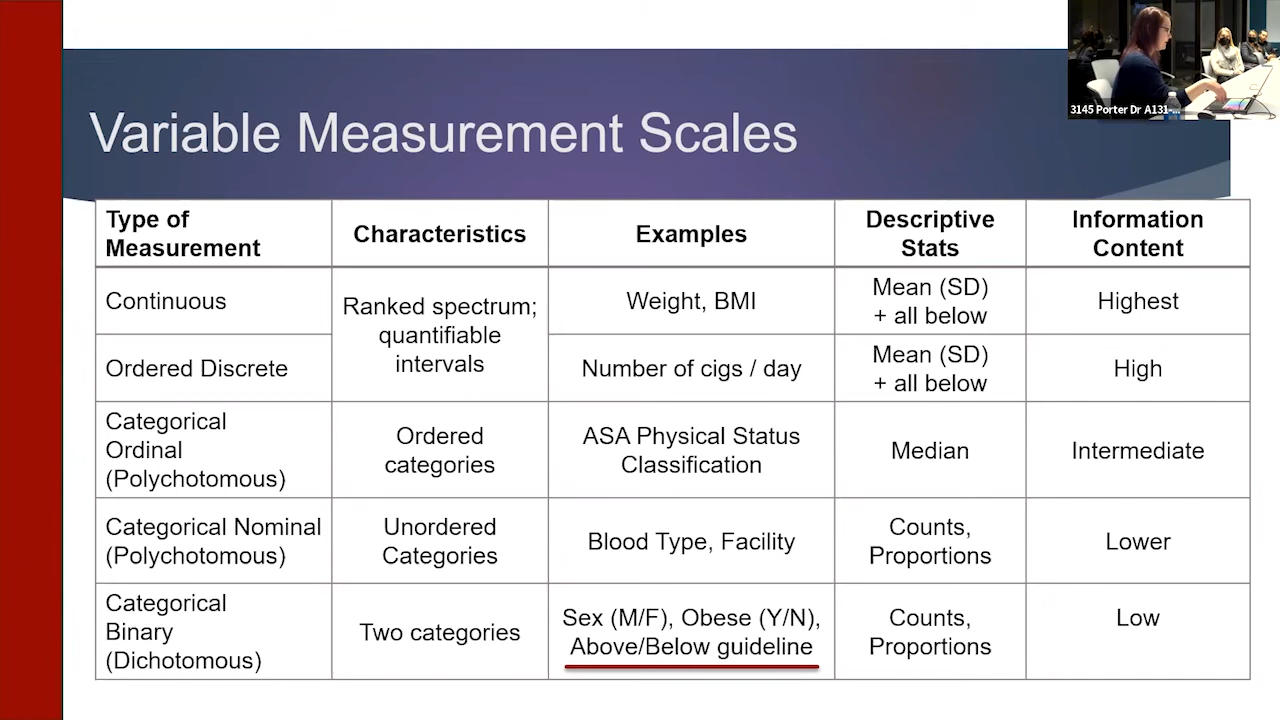 3145 Porter Dr A131-...
Variable Measurement Scales
Type of
Measurement
Characteristics
Examples
Descriptive
Stats
Information
Content
Continuous
Ranked spectrum;
quantifiable
intervals
Weight, BMI
Mean (SD)
+ all below
Highest
Ordered Discrete
Number of cigs / day
Mean (SD)
+ all below
High
Categorical
Ordinal
(Polychotomous)
Ordered
categories
ASA Physical Status
Classification
Median
Intermediate
Categorical Nominal
(Polychotomous)
Unordered
Categories
Blood Type, Facility
Counts,
Proportions
Lower
Categorical
Binary
(Dichotomous)
Two categories
Sex (M/F), Obese (Y/N),
Above/Below guideline
Counts,
Proportions
Low